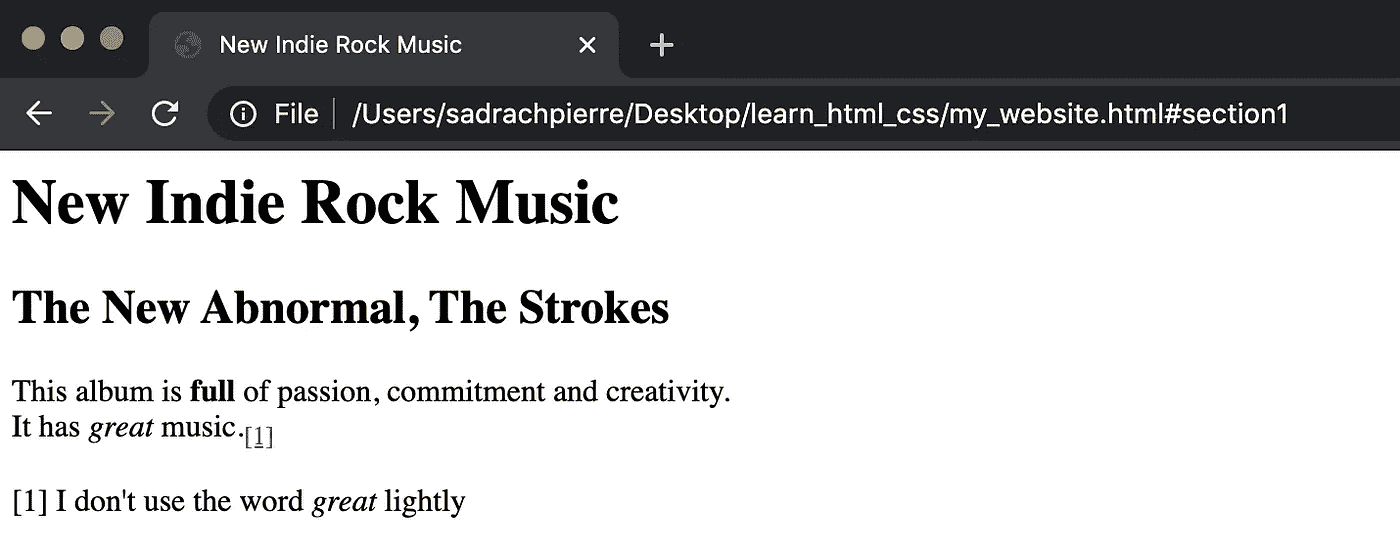 New Indie Rock Music
File /Users/sadrachpierre/Desktop/learn_html_css/my_website.html#section1
New Indie Rock Music
The New Abnormal, The Strokes
This album is full of passion, commitment and creativity.
It has great music.[1]
[1] I don't use the word great lightly